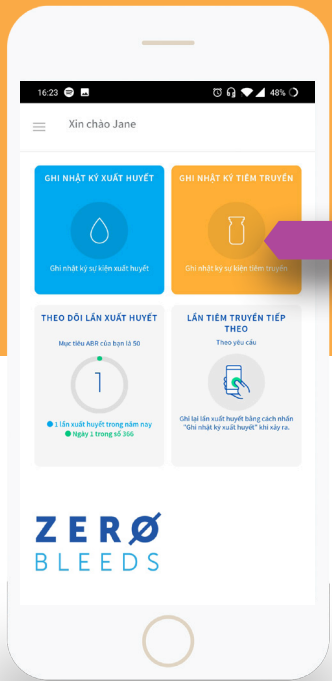 16:23
48%
Xin chào Jane
GHI NHẬT KÝ XUẤT HUYẾT
Ghi nhật ký sự kiện xuất huyết
GHI NHẬT KÝ TIÊM TRUYỀN
Ghi nhật ký sự kiện tiêm truyền
THEO DÕI LẦN XUẤT HUYẾT
Mục tiêu ABR của bạn là 50
1
1 lần xuất huyết trong năm nay
Ngày 1 trong số 366
LẦN TIÊM TRUYỀN TIẾP
THEO
Theo yêu cầu
Ghi lại lần xuất huyết bằng cách nhấn
"Ghi nhật ký xuất huyết" khi xảy ra.
ZERO
BLEEDS